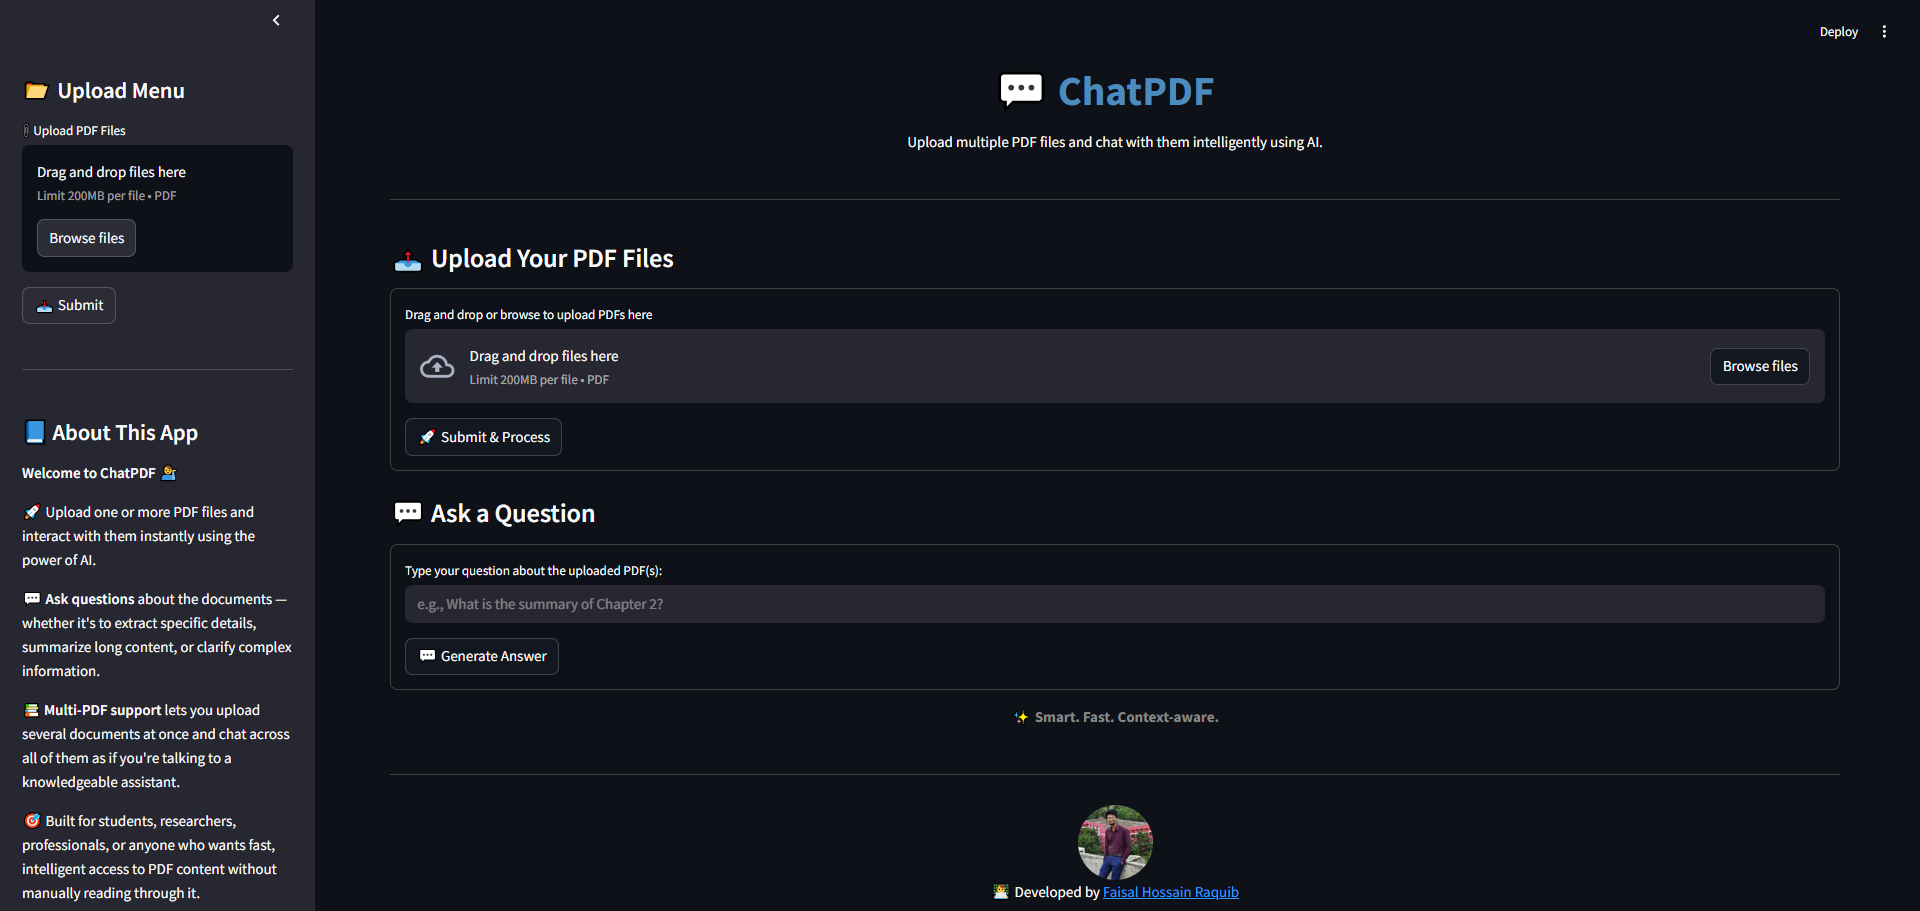 Upload Menu
Upload PDF Files
Drag and drop files here
Limit 200MB per file • PDF
Browse files
Submit
About This App
Welcome to ChatPDF
Upload one or more PDF files and
interact with them instantly using the
power of AI.
Ask questions about the documents —
whether it's to extract specific details,
summarize long content, or clarify complex
information.
Multi-PDF support lets you upload
several documents at once and chat across
all of them as if you're talking to a
knowledgeable assistant.
Built for students, researchers,
professionals, or anyone who wants fast,
intelligent access to PDF content without
manually reading through it.
Deploy
ChatPDF
Upload multiple PDF files and chat with them intelligently using AI.
Upload Your PDF Files
Drag and drop or browse to upload PDFs here
Drag and drop files here
Limit 200MB per file • PDF
Browse files
Submit & Process
Ask a Question
Type your question about the uploaded PDF(s):
e.g., What is the summary of Chapter 2?
Generate Answer
Smart. Fast. Context-aware.
Developed by Faisal Hossain Raquib